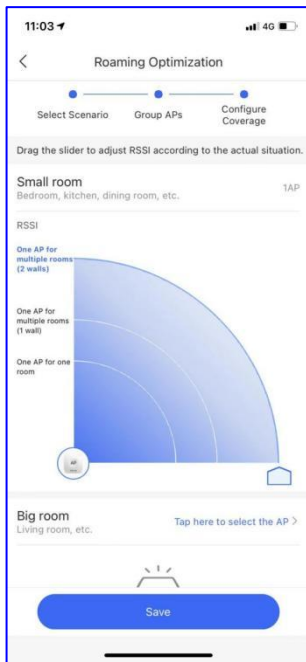 11:03
4G
Roaming Optimization
Select Scenario
Group APs
Configure
Coverage
Drag the slider to adjust RSSI according to the actual situation.
Small room
1AP
Bedroom, kitchen, dining room, etc.
RSSI
One AP for
multiple rooms
(2 walls)
One AP for
multiple rooms
(1 wall)
One AP for one
room
AP
Big room
Living room, etc.
Tap here to select the AP >
Save